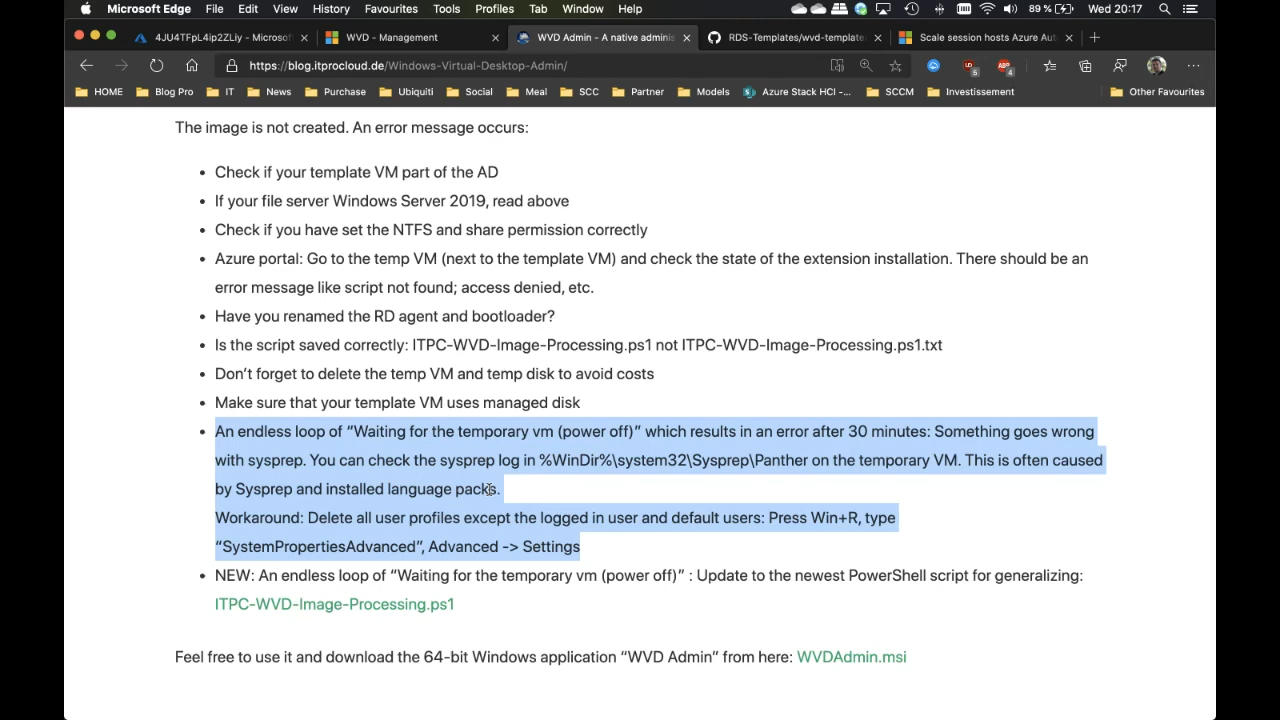 Microsoft Edge File Edit View History Favourites Tools Profiles Tab Window Help 89 % Wed 20:17
4JU4TFpL4ip2ZLiy - Microsof WVD - Management WVD Admin - A native adminis RDS-Templates/wvd-template Scale session hosts Azure Aut
https://blog.itprocloud.de/Windows-Virtual-Desktop-Admin/
HOME Blog Pro IT News Purchase Ubiquiti Social Meal SCC Partner Models Azure Stack HCI -... SCCM Investissement Other Favourites
The image is not created. An error message occurs:
• Check if your template VM part of the AD
• If your file server Windows Server 2019, read above
• Check if you have set the NTFS and share permission correctly
• Azure portal: Go to the temp VM (next to the template VM) and check the state of the extension installation. There should be an
error message like script not found; access denied, etc.
• Have you renamed the RD agent and bootloader?
• Is the script saved correctly: ITPC-WVD-Image-Processing.ps1 not ITPC-WVD-Image-Processing.ps1.txt
• Don't forget to delete the temp VM and temp disk to avoid costs
• Make sure that your template VM uses managed disk
• An endless loop of “Waiting for the temporary vm (power off)” which results in an error after 30 minutes: Something goes wrong
with sysprep. You can check the sysprep log in %WinDir%\system32\Sysprep\Panther on the temporary VM. This is often caused
by Sysprep and installed language packs.
Workaround: Delete all user profiles except the logged in user and default users: Press Win+R, type
“SystemPropertiesAdvanced”, Advanced -> Settings
• NEW: An endless loop of “Waiting for the temporary vm (power off)” : Update to the newest PowerShell script for generalizing:
ITPC-WVD-Image-Processing.ps1
Feel free to use it and download the 64-bit Windows application “WVD Admin” from here: WVDAdmin.msi